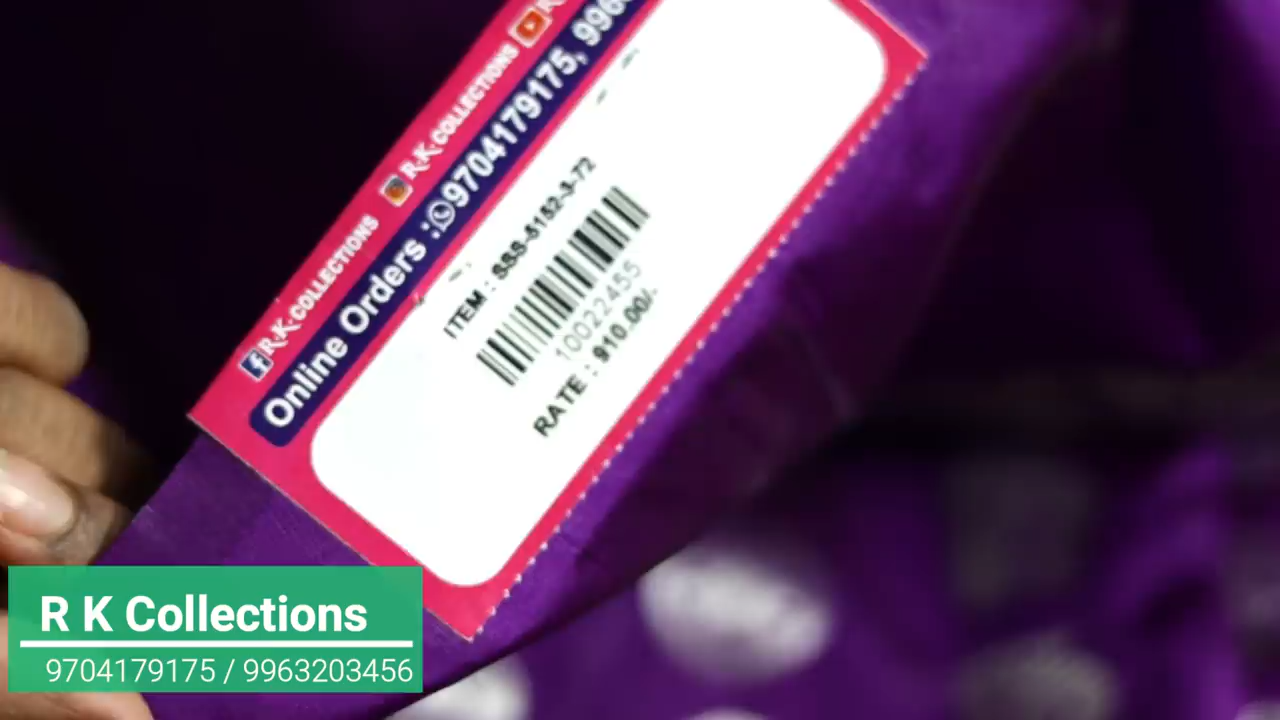 R.K.COLLECTIONS R.K.COLLECTIONS
Online Orders : 9704179175, 996
ITEM : SSS-5152-3-72
10022455
RATE : 910.00/-
R K Collections
9704179175 / 9963203456